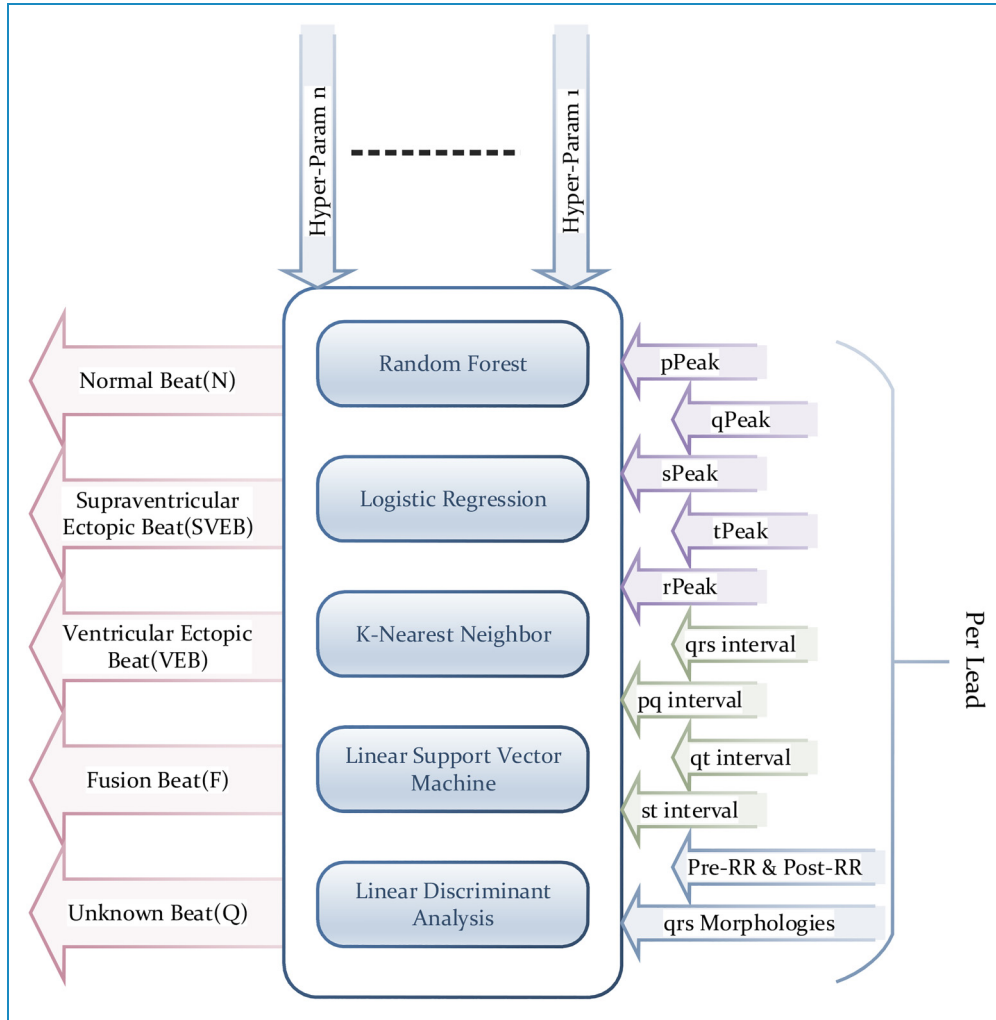 Hyper-Param n
Hyper-Param 1
Normal Beat(N)
Supraventricular
Ectopic Beat(SVEB)
Ventricular Ectopic
Beat(VEB)
Fusion Beat(F)
Unknown Beat(Q)
Random Forest
Logistic Regression
K-Nearest Neighbor
Linear Support Vector
Machine
Linear Discriminant
Analysis
pPeak
qPeak
sPeak
tPeak
rPeak
qrs interval
pq interval
qt interval
st interval
Pre-RR & Post-RR
qrs Morphologies
Per Lead